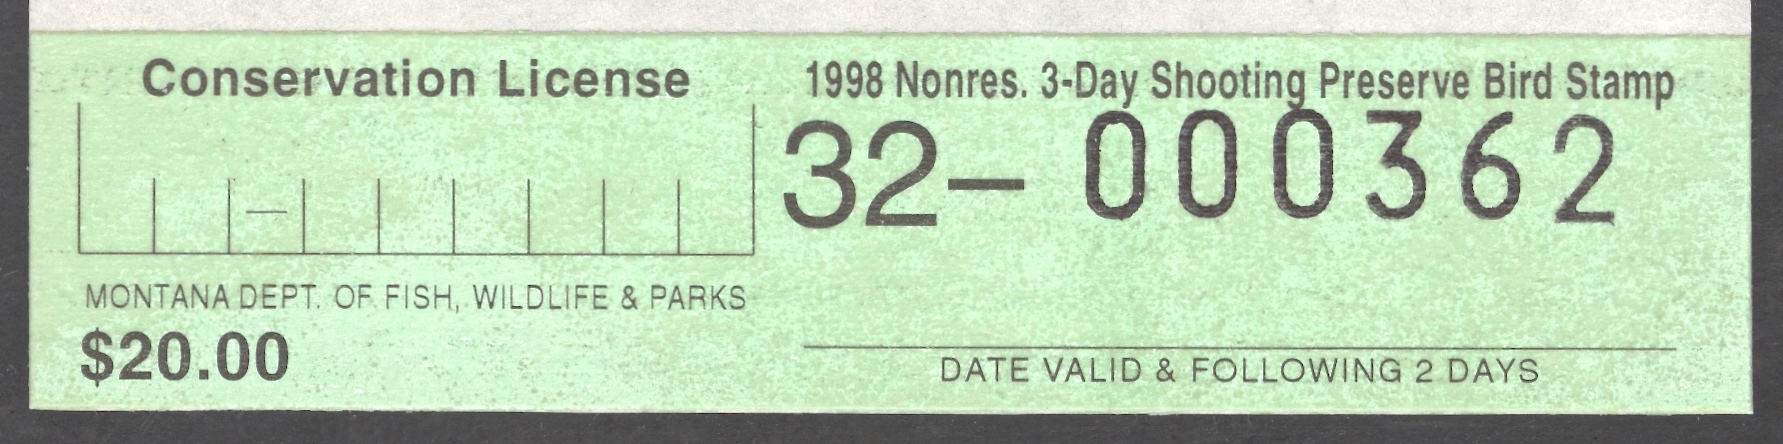 Conservation License
MONTANA DEPT. OF FISH, WILDLIFE & PARKS
$20.00
1998 Nonres. 3-Day Shooting Preserve Bird Stamp
32- 000362
DATE VALID & FOLLOWING 2 DAYS